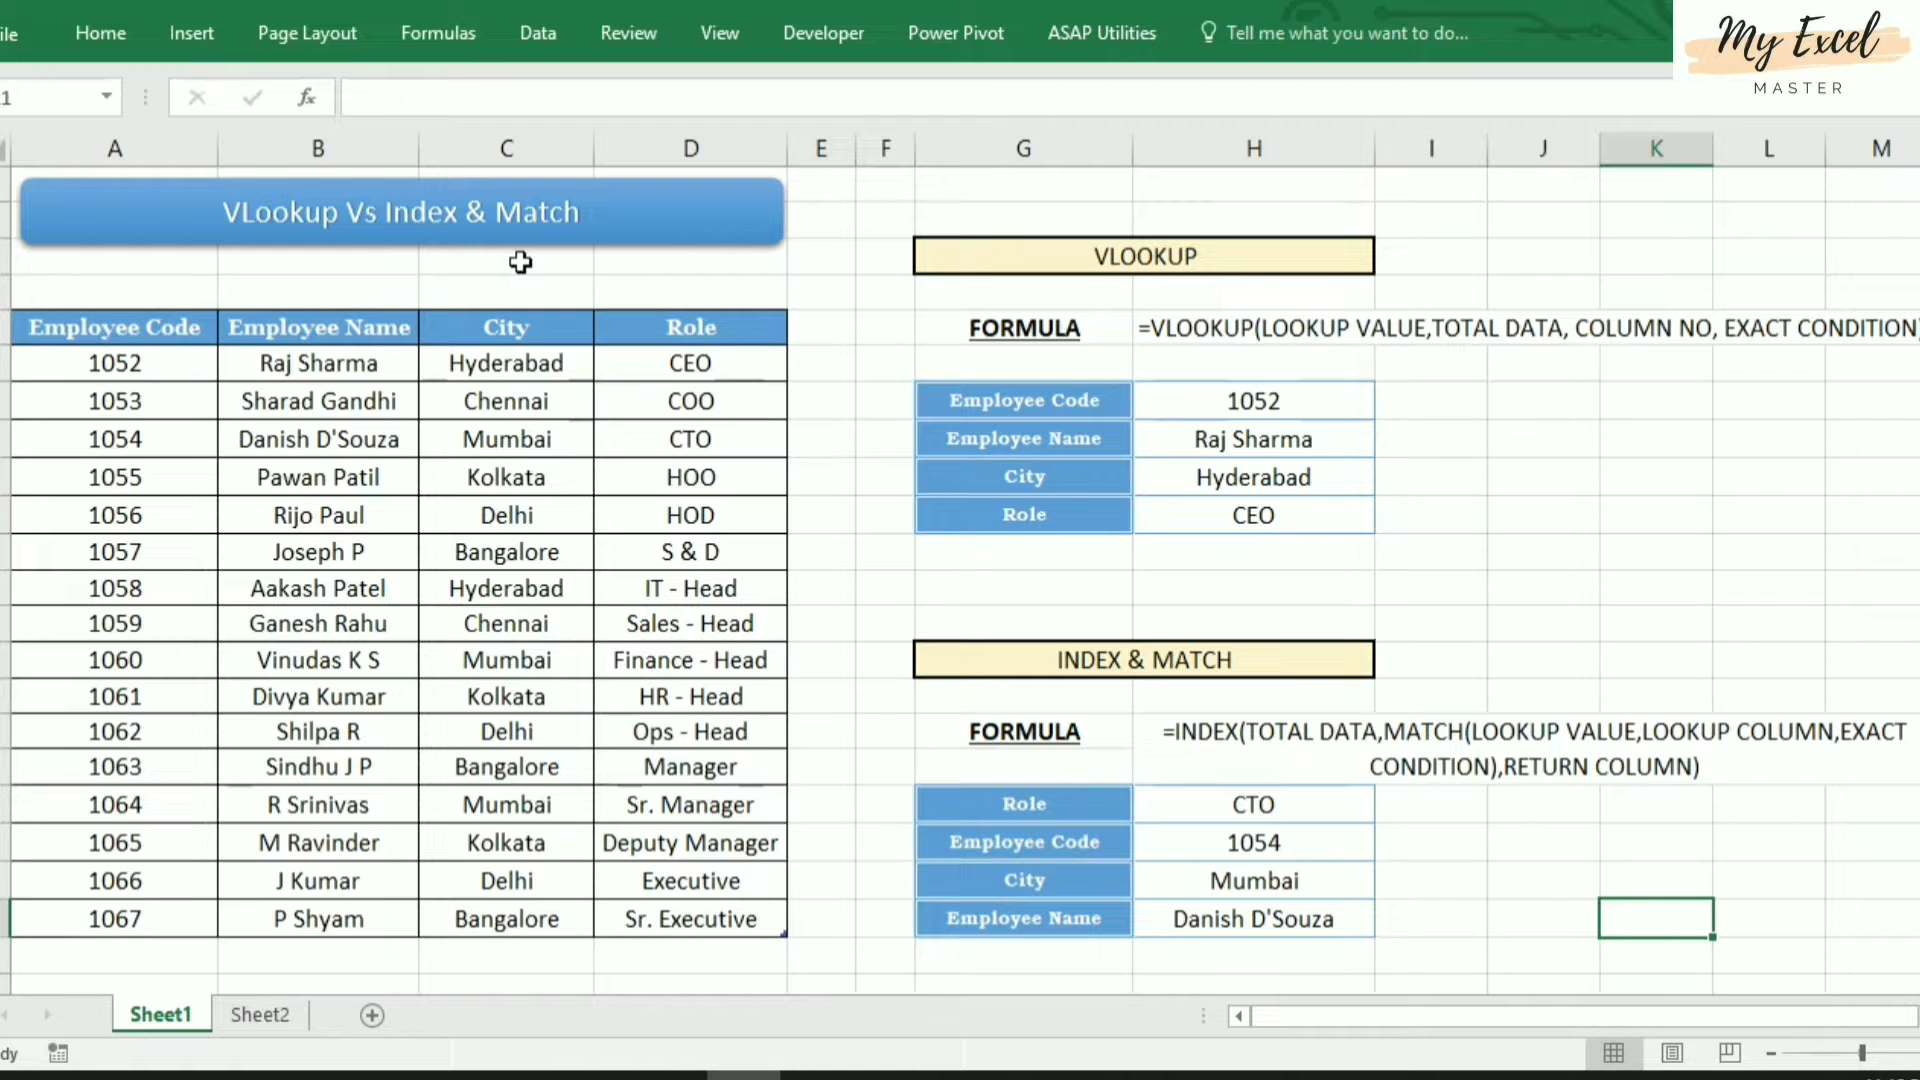 ile Home Insert Page Layout Formulas Data Review View Developer Power Pivot ASAP Utilities Tell me what you want to do...
My Excel
MASTER
1 fx
A B C D E F G H I J K L M
VLookup Vs Index & Match
VLOOKUP
Employee Code Employee Name City Role FORMULA =VLOOKUP(LOOKUP VALUE,TOTAL DATA, COLUMN NO, EXACT CONDITION)
1052 Raj Sharma Hyderabad CEO
1053 Sharad Gandhi Chennai COO Employee Code 1052
1054 Danish D'Souza Mumbai CTO Employee Name Raj Sharma
1055 Pawan Patil Kolkata HOO City Hyderabad
1056 Rijo Paul Delhi HOD Role CEO
1057 Joseph P Bangalore S & D
1058 Aakash Patel Hyderabad IT - Head
1059 Ganesh Rahu Chennai Sales - Head
1060 Vinudas K S Mumbai Finance - Head INDEX & MATCH
1061 Divya Kumar Kolkata HR - Head
1062 Shilpa R Delhi Ops - Head FORMULA =INDEX(TOTAL DATA,MATCH(LOOKUP VALUE,LOOKUP COLUMN,EXACT
1063 Sindhu J P Bangalore Manager CONDITION),RETURN COLUMN)
1064 R Srinivas Mumbai Sr. Manager Role CTO
1065 M Ravinder Kolkata Deputy Manager Employee Code 1054
1066 J Kumar Delhi Executive City Mumbai
1067 P Shyam Bangalore Sr. Executive Employee Name Danish D'Souza
Sheet1 Sheet2
dy